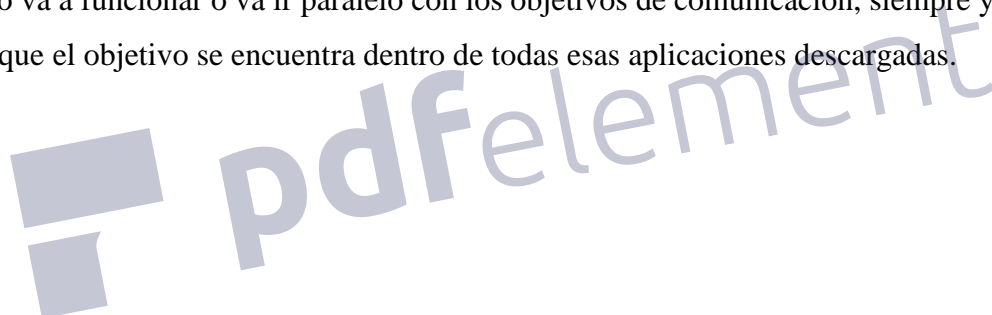 o va a funcionar o va ir paralelo con los objetivos de comunicación, siempre y
que el objetivo se encuentra dentro de todas esas aplicaciones descargadas.
pdfelement